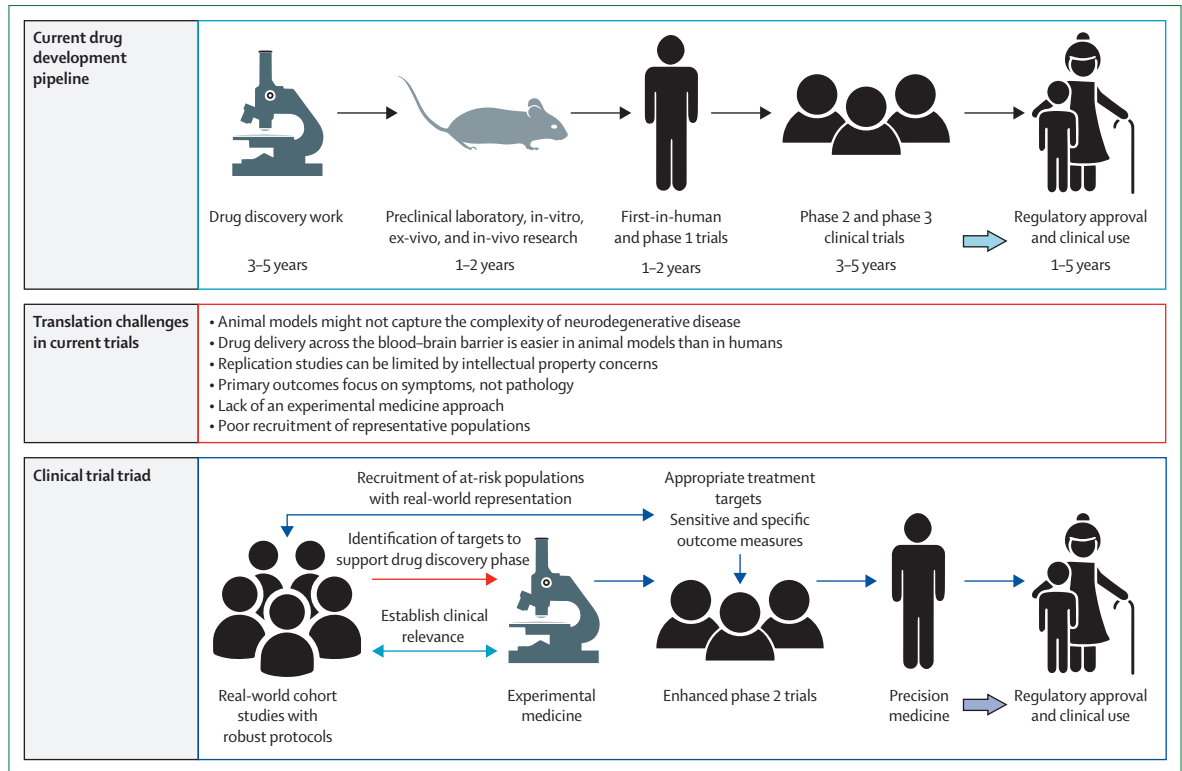 Current drug
development
pipeline
Drug discovery work
3–5 years
Preclinical laboratory, in-vitro,
ex-vivo, and in-vivo research
1–2 years
First-in-human
and phase 1 trials
1–2 years
Phase 2 and phase 3
clinical trials
3–5 years
Regulatory approval
and clinical use
1–5 years
Translation challenges
in current trials
• Animal models might not capture the complexity of neurodegenerative disease
• Drug delivery across the blood–brain barrier is easier in animal models than in humans
• Replication studies can be limited by intellectual property concerns
• Primary outcomes focus on symptoms, not pathology
• Lack of an experimental medicine approach
• Poor recruitment of representative populations
Clinical trial triad
Recruitment of at-risk populations
with real-world representation
Appropriate treatment
targets
Sensitive and specific
outcome measures
Identification of targets to
support drug discovery phase
Establish clinical
relevance
Real-world cohort
studies with
robust protocols
Experimental
medicine
Enhanced phase 2 trials
Precision
medicine
Regulatory approval
and clinical use